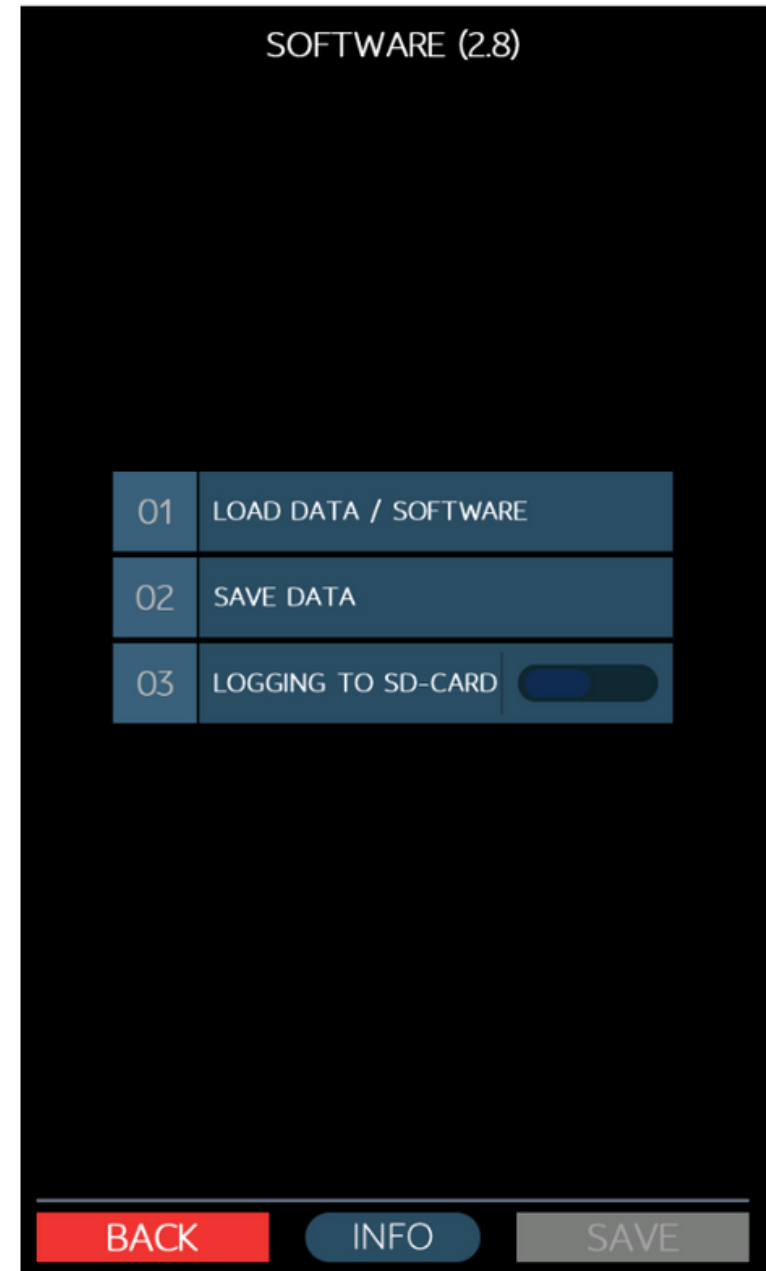 SOFTWARE (2.8)
01 LOAD DATA / SOFTWARE
02 SAVE DATA
03 LOGGING TO SD-CARD
BACK INFO SAVE